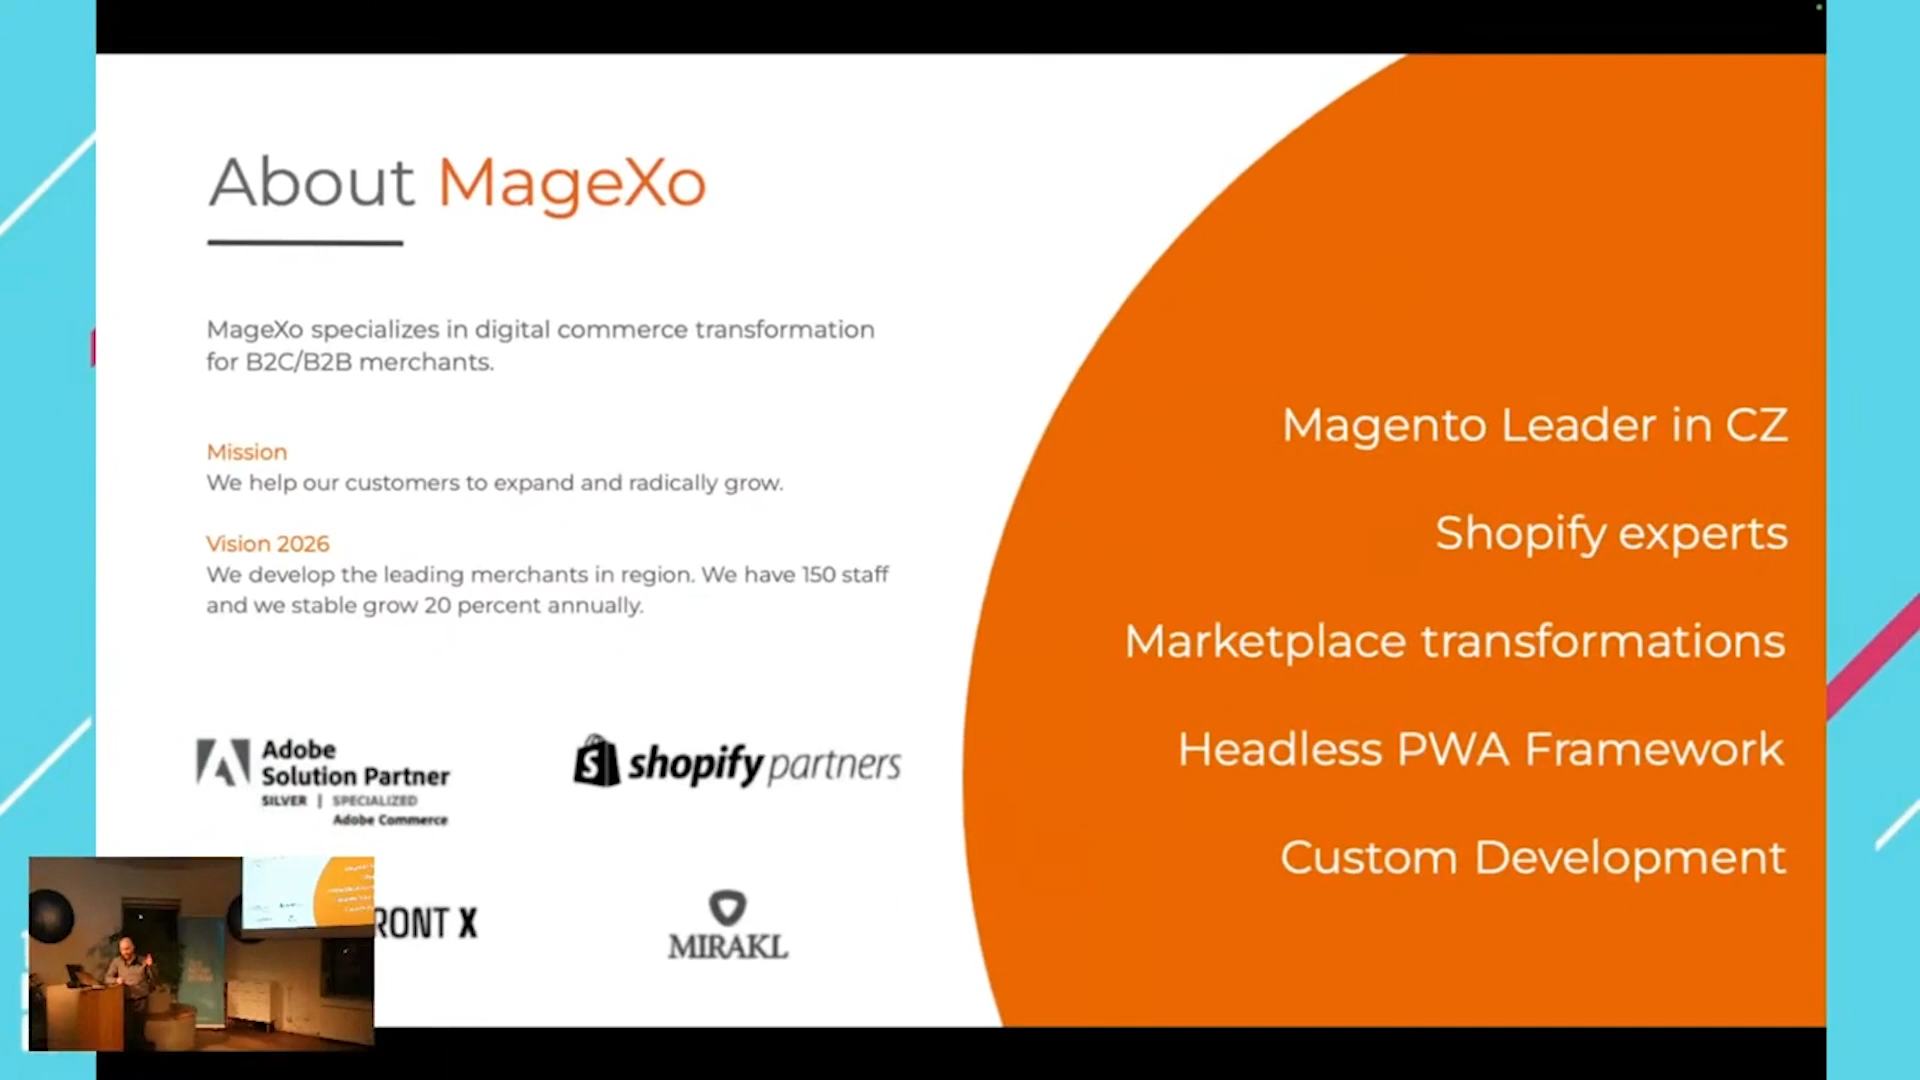 About MageXo
MageXo specializes in digital commerce transformation
for B2C/B2B merchants.
Mission
We help our customers to expand and radically grow.
Vision 2026
We develop the leading merchants in region. We have 150 staff
and we stable grow 20 percent annually.
Adobe
Solution Partner
SILVER | SPECIALIZED
Adobe Commerce
shopify partners
RONT X
MIRAKL
Magento Leader in CZ
Shopify experts
Marketplace transformations
Headless PWA Framework
Custom Development